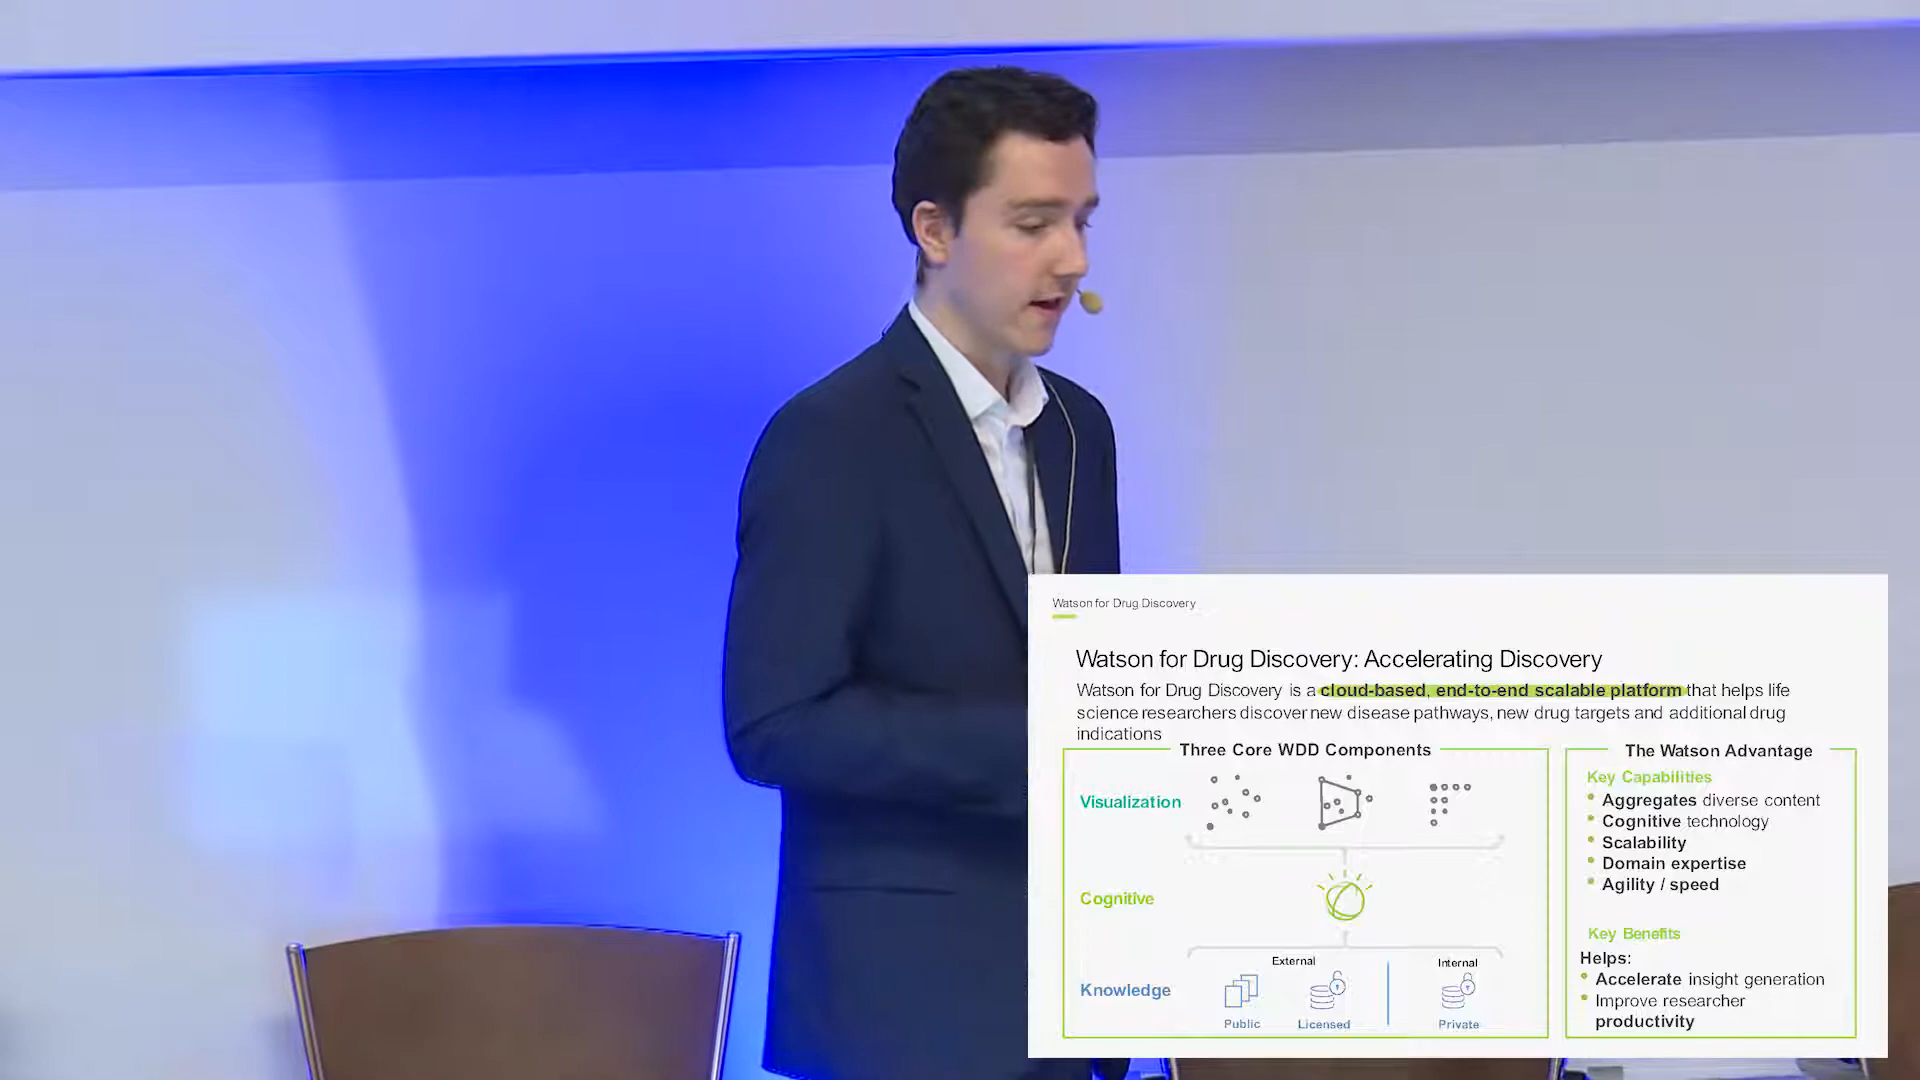 Watson for Drug Discovery
Watson for Drug Discovery: Accelerating Discovery
Watson for Drug Discovery is a cloud-based, end-to-end scalable platform that helps life
science researchers discover new disease pathways, new drug targets and additional drug
indications
Three Core WDD Components
Visualization
Cognitive
External
Internal
Knowledge
Public
Licensed
Private
The Watson Advantage
Key Capabilities
• Aggregates diverse content
• Cognitive technology
• Scalability
• Domain expertise
• Agility / speed
Key Benefits
Helps:
• Accelerate insight generation
• Improve researcher
productivity